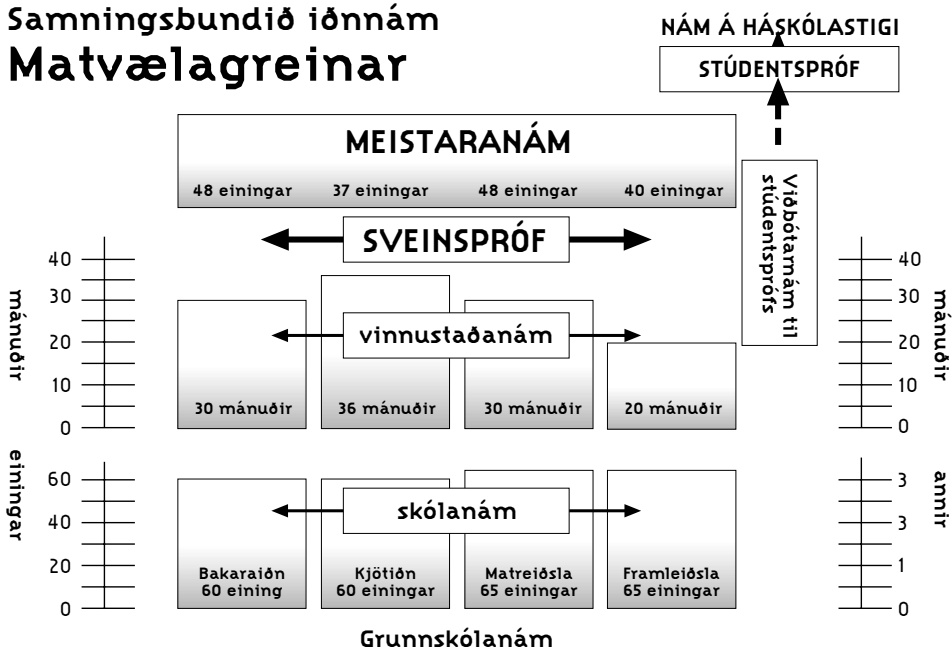 Samningsbundið iðnnám
Matvælagreinar
NÁM Á HÁSKÓLASTIGI
STÚDENTSPRÓF
MEISTARANÁM
48 einingar 37 einingar 48 einingar 40 einingar
Viðbótarnám til
stúdentsprófs
SVEINSPRÓF
mánuðir
40
30
20
10
0
vinnustaðanám
30 mánuðir 36 mánuðir 30 mánuðir 20 mánuðir
40
30
20
10
0
mánuðir
einingar
60
40
20
0
skólanám
Bakaraiðn
60 eining
Kjötiðn
60 einingar
Matreiðsla
65 einingar
Framleiðsla
65 einingar
3
3
1
0
annir
Grunnskólanám